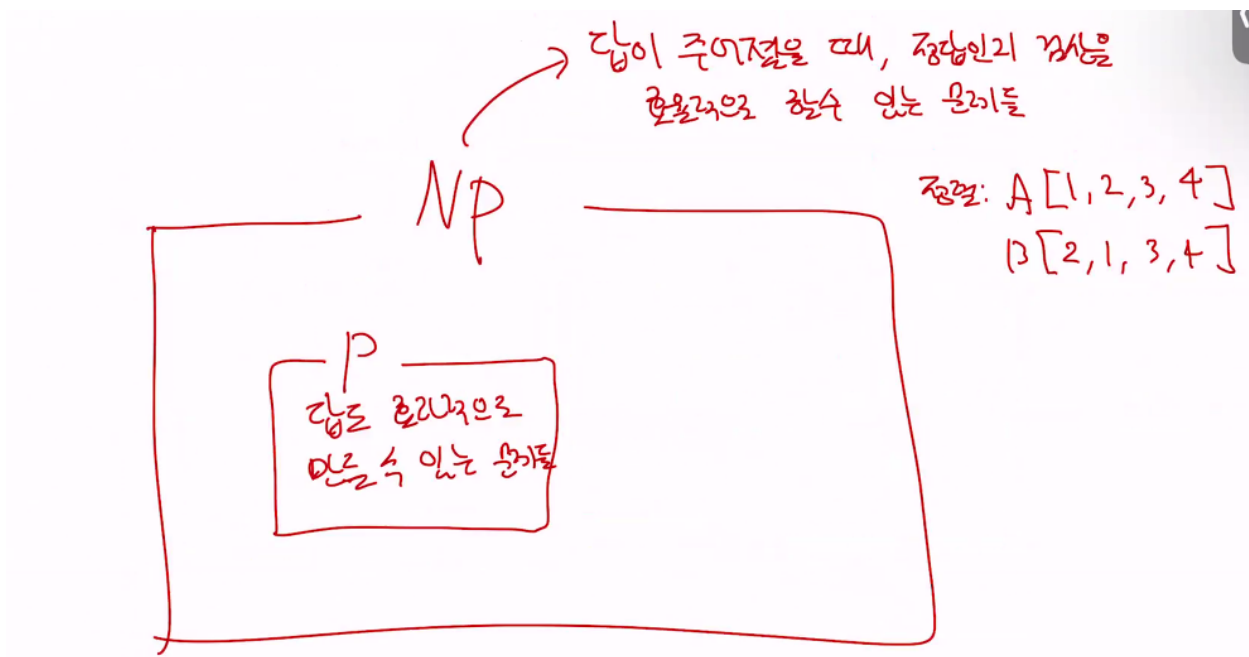 답이 주어졌을 때, 정답인지 검산을
효율적으로 할수 있는 문제들
NP
정렬: A [1, 2, 3, 4]
B [2, 1, 3, 4]
P
답도 효율적으로
만들 수 있는 문제들